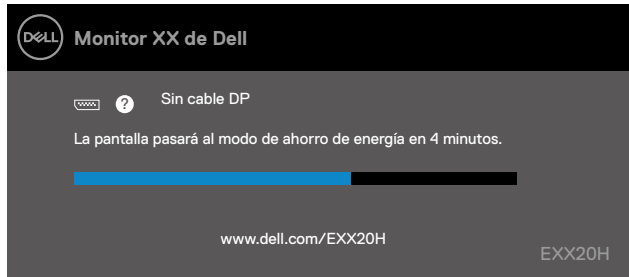 DELL
Monitor XX de Dell
? Sin cable DP
La pantalla pasará al modo de ahorro de energía en 4 minutos.
www.dell.com/EXX20H
EXX20H